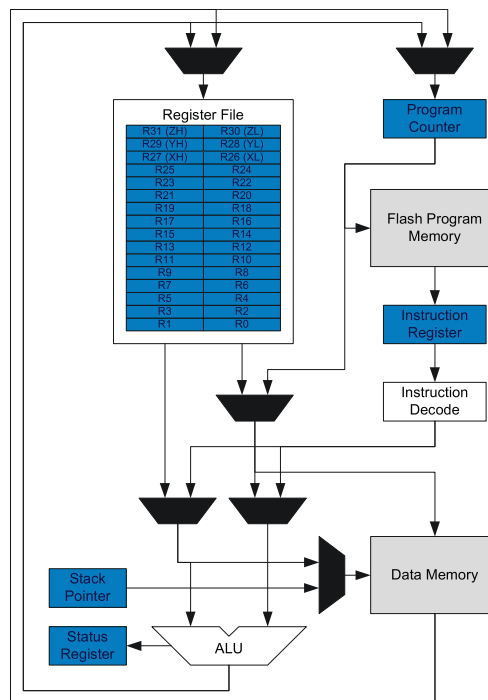 Register File
R31 (ZH) R30 (ZL)
R29 (YH) R28 (YL)
R27 (XH) R26 (XL)
R25 R24
R23 R22
R21 R20
R19 R18
R17 R16
R15 R14
R13 R12
R11 R10
R9 R8
R7 R6
R5 R4
R3 R2
R1 R0
Program
Counter
Flash Program
Memory
Instruction
Register
Instruction
Decode
Stack
Pointer
Data Memory
Status
Register
ALU